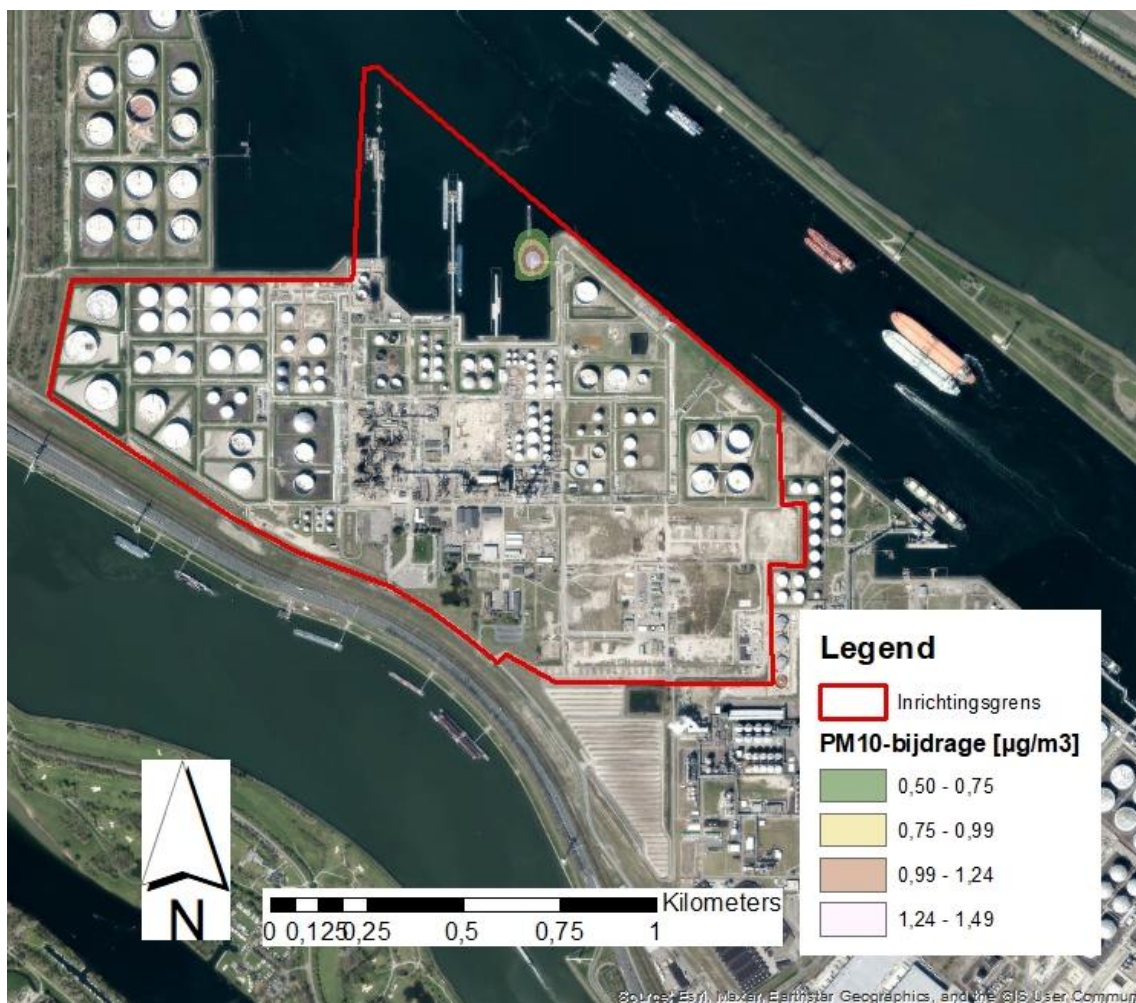 Legend
Inrichtingsgrens
PM10-bijdrage [µg/m3]
0,50 - 0,75
0,75 - 0,99
0,99 - 1,24
1,24 - 1,49
N
Kilometers
0 0,125 0,25 0,5 0,75 1
Source: Esri, Maxar, Earthstar Geographics, and the GIS User Commun